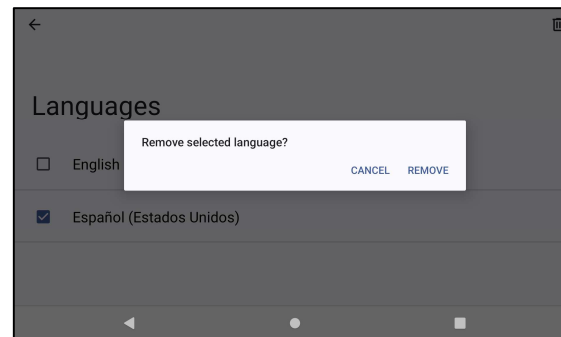 Languages
Remove selected language?
English
CANCEL REMOVE
Español (Estados Unidos)